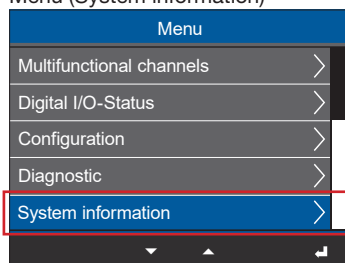 Menu (System information)
Menu
Multifunctional channels
Digital I/O-Status
Configuration
Diagnostic
System information